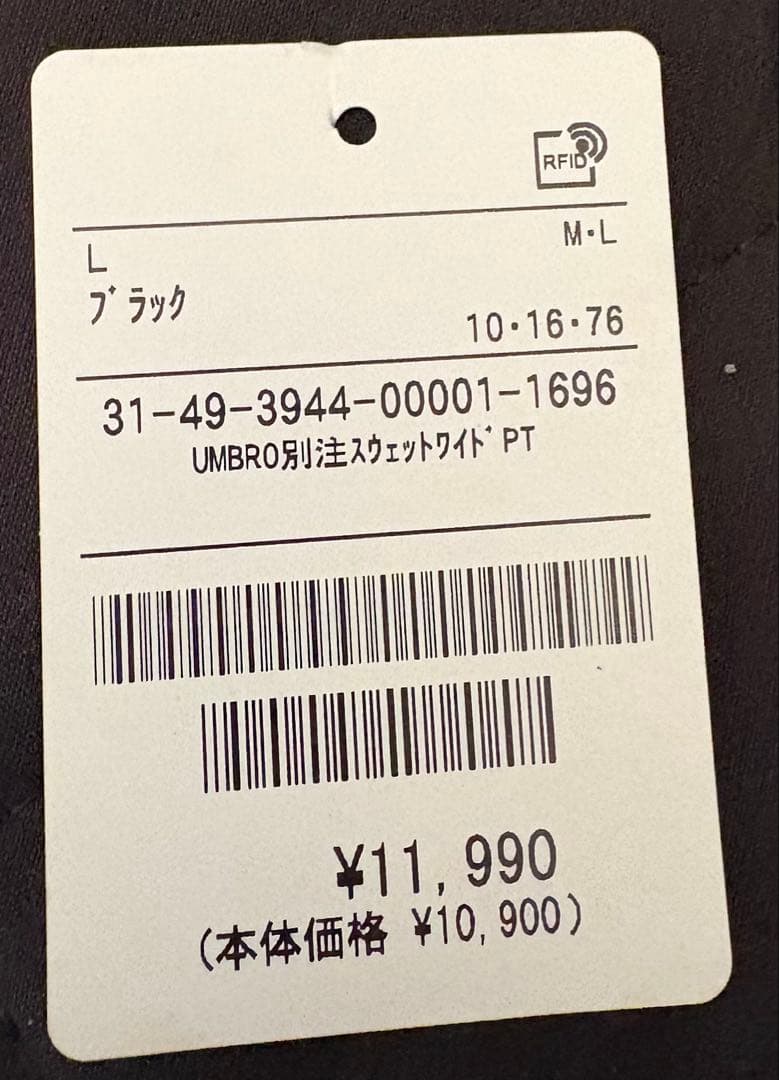 RFID
L
M・L
ﾌﾞﾗｯｸ
10・16・76
31-49-3944-00001-1696
UMBRO別注ｽｳｪｯﾄﾜｲﾄﾞPT
¥11,990
(本体価格 ¥10,900)